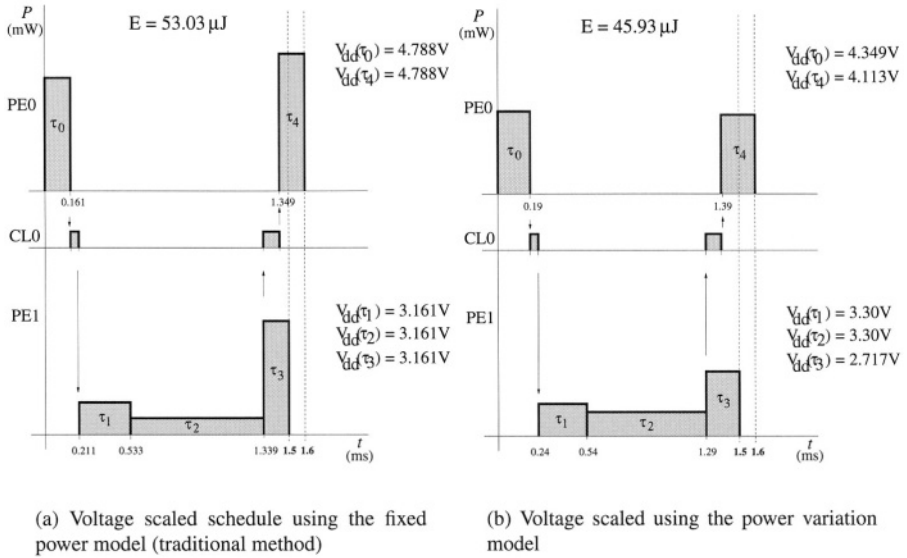 P
(mW)
E = 53.03 μJ
V_dd(τ_0) = 4.788V
V_dd(τ_4) = 4.788V
PE0
τ_0
τ_4
0.161
1.349
CL0
PE1
V_dd(τ_1) = 3.161V
V_dd(τ_2) = 3.161V
V_dd(τ_3) = 3.161V
τ_3
τ_1
τ_2
t
(ms)
0.211
0.533
1.339
1.5
1.6
(a) Voltage scaled schedule using the fixed
power model (traditional method)
P
(mW)
E = 45.93 μJ
V_dd(τ_0) = 4.349V
V_dd(τ_4) = 4.113V
PE0
τ_0
τ_4
0.19
1.39
CL0
PE1
V_dd(τ_1) = 3.30V
V_dd(τ_2) = 3.30V
V_dd(τ_3) = 2.717V
τ_3
τ_1
τ_2
t
(ms)
0.24
0.54
1.29
1.5
1.6
(b) Voltage scaled using the power variation
model